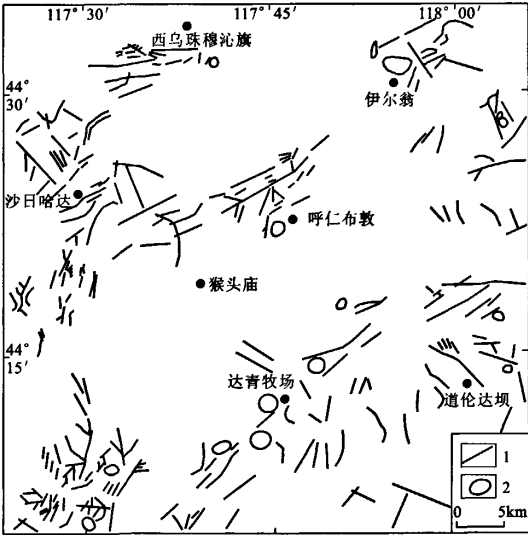 117°30′ 117°45′ 118°00′
西乌珠穆沁旗
44°
30′
伊尔翁
沙日哈达
呼仁布敦
猴头庙
44°
15′
达青牧场
道伦达坝
1
2
0 5km